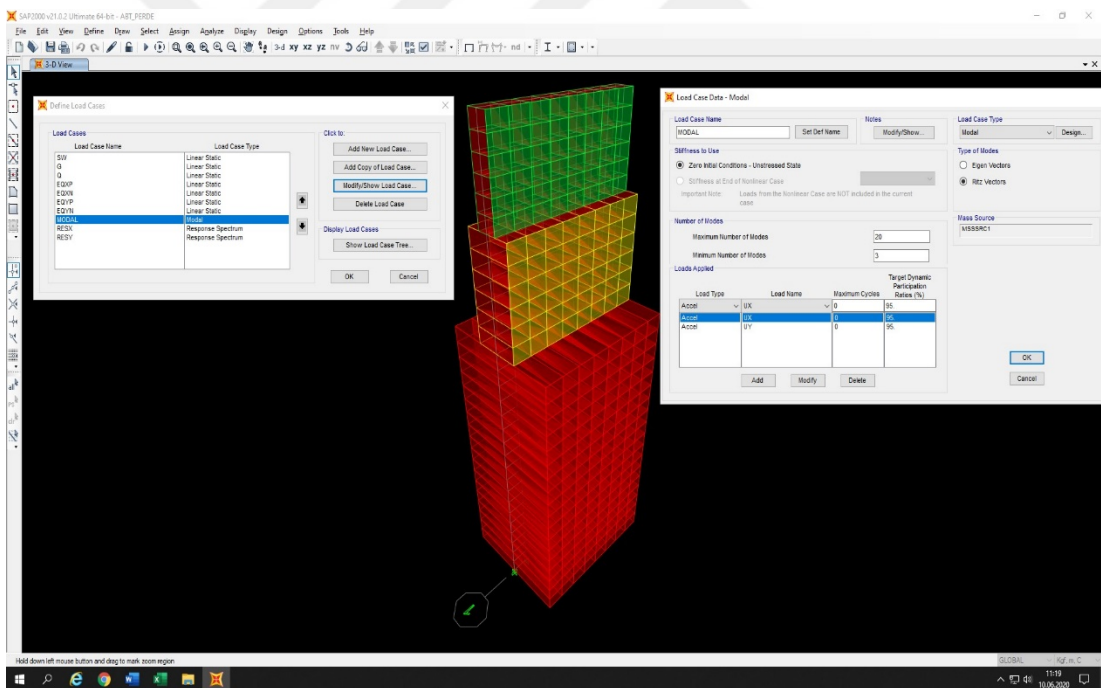 SAP2000 v21.0.2 Ultimate 64-bit - ABT_PERDE
File Edit View Define Draw Select Assign Analyze Display Design Options Tools Help
3-d xy xz yz nv nd
3-D View
Define Load Cases
Load Cases
Load Case Name Load Case Type
SW Linear Static
G Linear Static
Q Linear Static
EQXP Linear Static
EQXN Linear Static
EQYP Linear Static
EQYN Linear Static
MODAL Modal
RESX Response Spectrum
RESY Response Spectrum
Click to:
Add New Load Case...
Add Copy of Load Case...
Modify/Show Load Case...
Delete Load Case
Display Load Cases
Show Load Case Tree...
OK Cancel
Load Case Data - Modal
Load Case Name
MODAL Set Def Name
Notes
Modify/Show...
Load Case Type
Modal Design...
Stiffness to Use
Zero Initial Conditions - Unstressed State
Stiffness at End of Nonlinear Case
Important Note: Loads from the Nonlinear Case are NOT included in the current case
Type of Modes
Eigen Vectors
Ritz Vectors
Number of Modes
Maximum Number of Modes 20
Minimum Number of Modes 3
Mass Source
MSSSRC1
Loads Applied
Load Type Load Name Maximum Cycles Target Dynamic Participation Ratios (%)
Accel UX 0 95.
Accel UX 0 95.
Accel UY 0 95.
Add Modify Delete
OK
Cancel
Hold down left mouse button and drag to mark zoom region
GLOBAL Kgf, m, C
11:19
10.06.2020